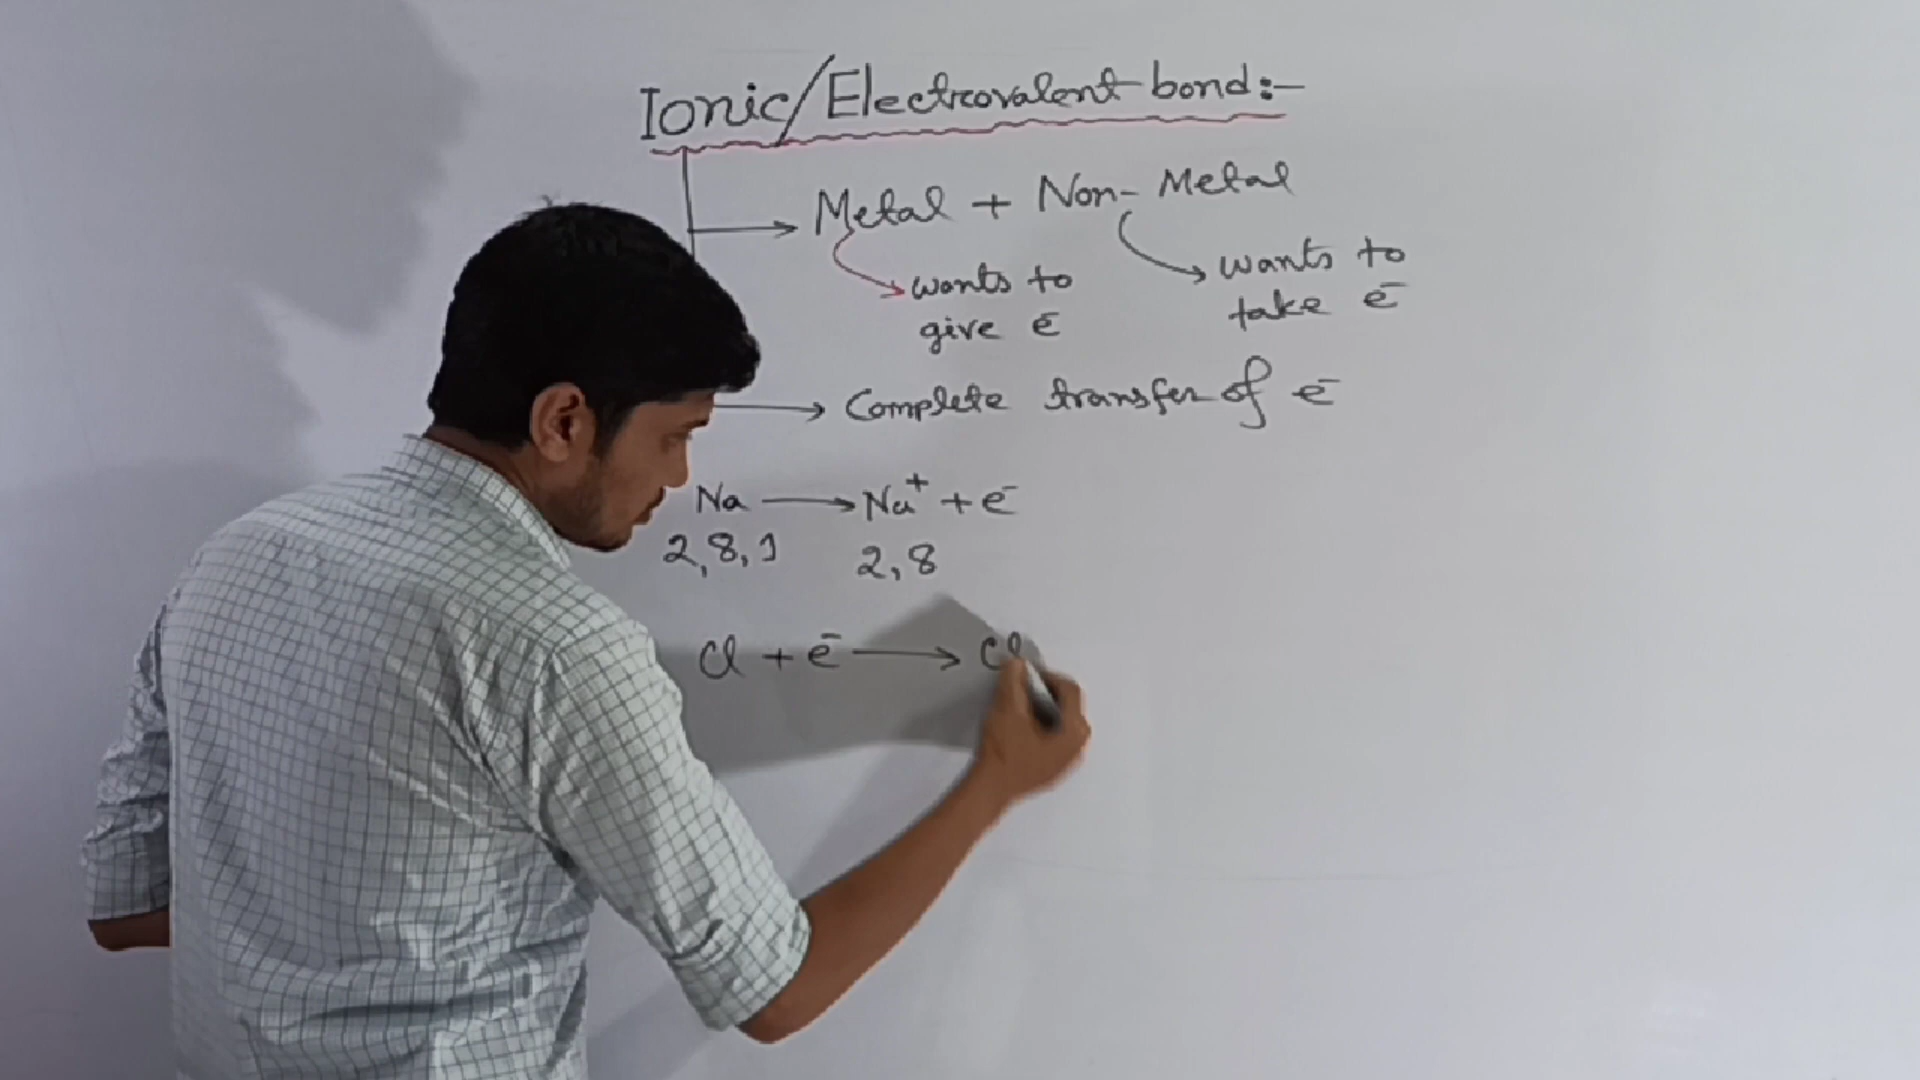 Ionic/Electrovalent bond:-
Metal + Non-Metal
wants to give e⁻
wants to take e⁻
Complete transfer of e⁻
Na → Na⁺ + e⁻
2,8,1 2,8
Cl + e⁻ → Cl